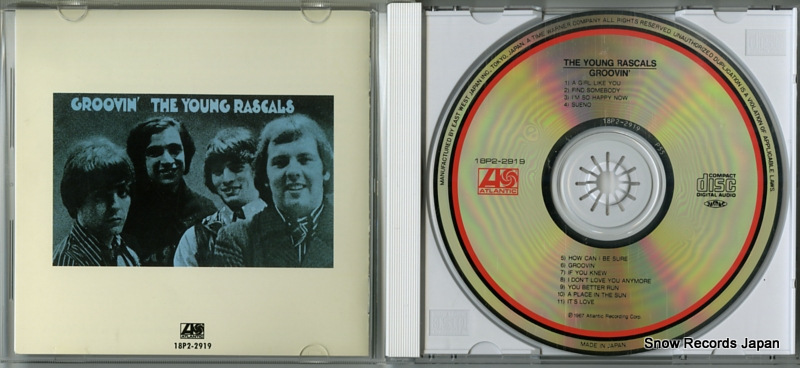 GROOVIN' THE YOUNG RASCALS
ATLANTIC
18P2-2919
MANUFACTURED BY EAST WEST JAPAN INC., TOKYO, JAPAN. A TIME WARNER COMPANY ALL RIGHTS RESERVED. UNAUTHORIZED DUPLICATION IS A VIOLATION OF APPLICABLE LAWS.
THE YOUNG RASCALS
GROOVIN'
1) A GIRL LIKE YOU
2) FIND SOMEBODY
3) I'M SO HAPPY NOW
4) SUENO
18P2-2919
18P2-2919
ATLANTIC
COMPACT
disc
DIGITAL AUDIO
5) HOW CAN I BE SURE
6) GROOVIN'
7) IF YOU KNEW
8) I DON'T LOVE YOU ANYMORE
9) YOU BETTER RUN
10) A PLACE IN THE SUN
11) IT'S LOVE
℗ 1967 Atlantic Recording Corp.
MADE IN JAPAN
Snow Records Japan